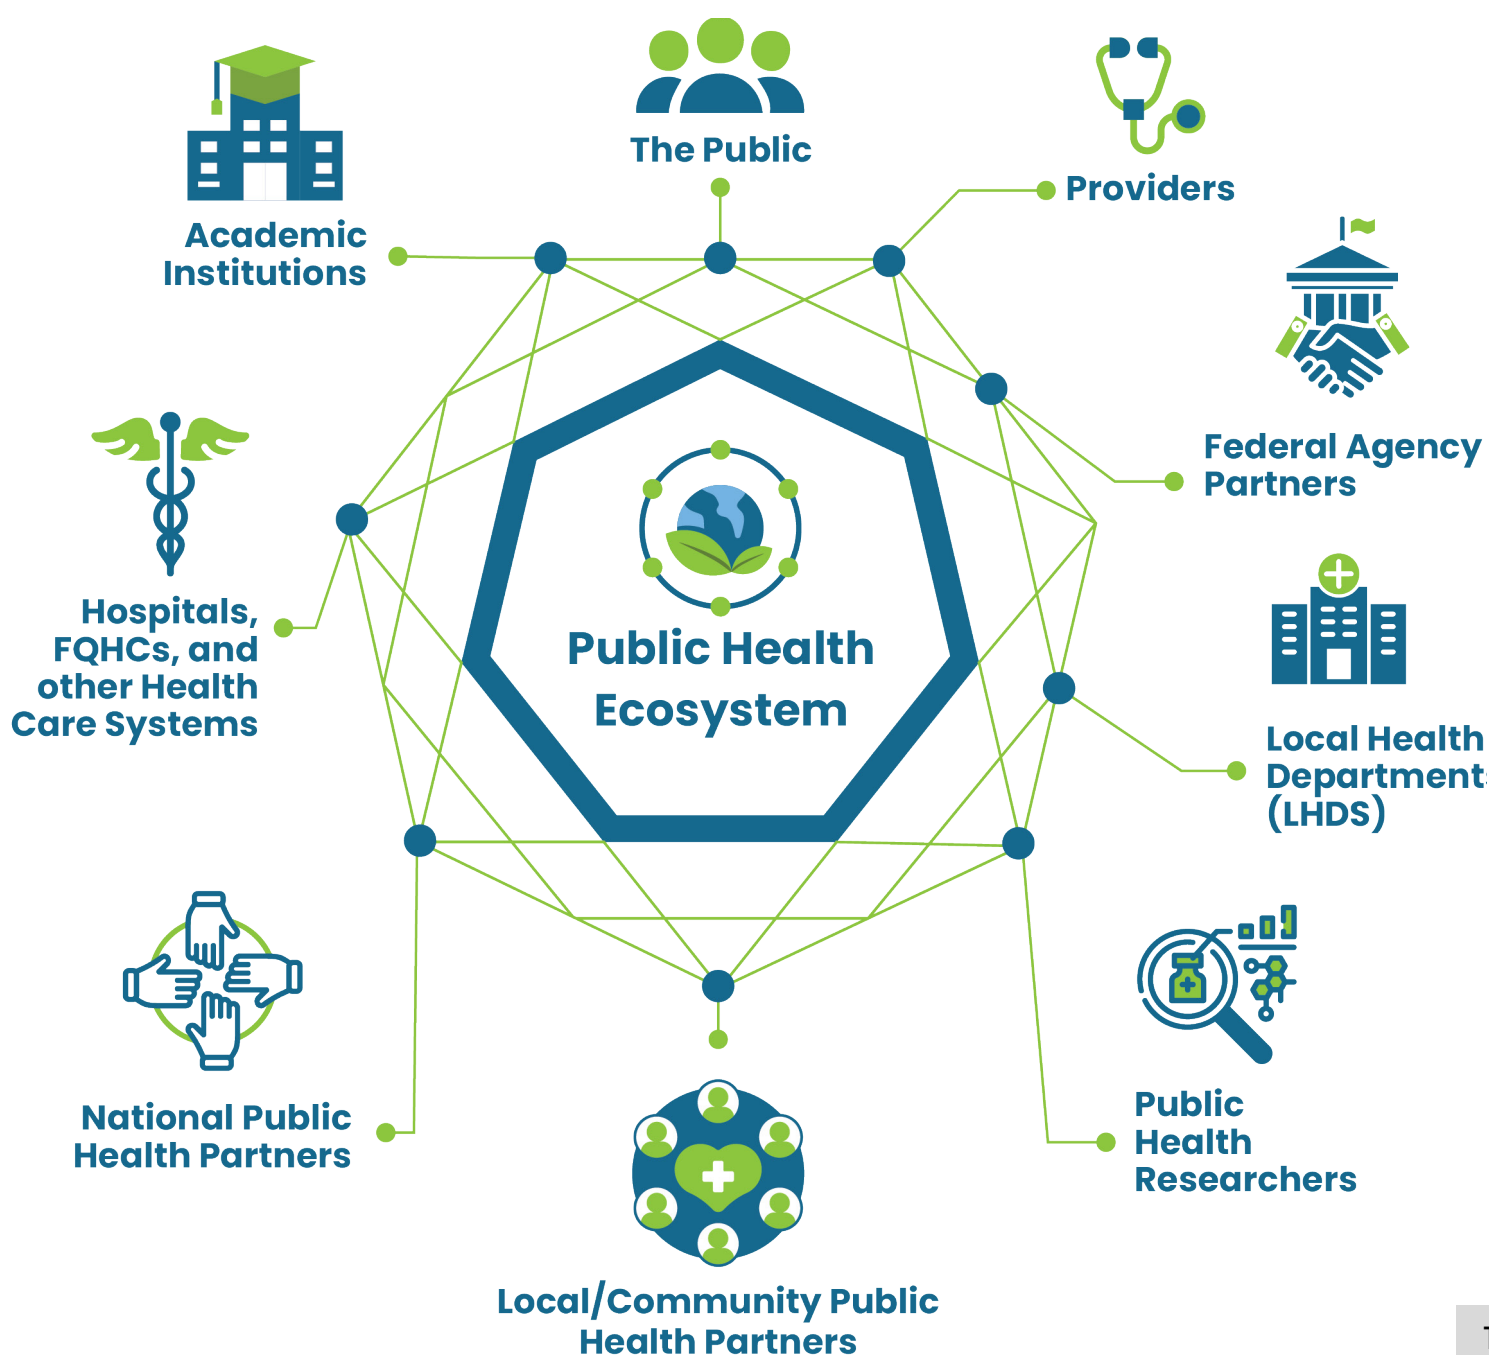 The Public
Providers
Academic
Institutions
Federal Agency
Partners
Hospitals,
FQHCs, and
other Health
Care Systems
Public Health
Ecosystem
Local Health
Departments
(LHDS)
National Public
Health Partners
Public
Health
Researchers
Local/Community Public
Health Partners